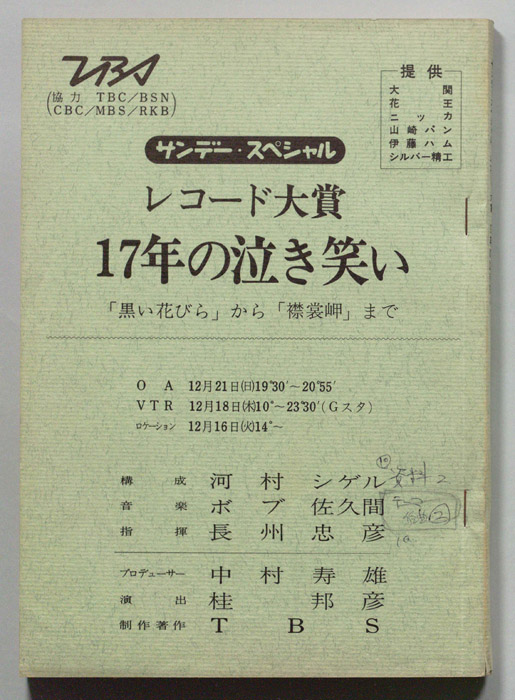 TBS
(協力 TBC/BSN
CBC/MBS/RKB)
提供
大関
花王
ニッカ
山崎パン
伊藤ハム
シルバー精工
サンデー・スペシャル
レコード大賞
17年の泣き笑い
「黒い花びら」から「襟裳岬」まで
OA 12月21日(日)19°30′〜20°55′
VTR 12月18日(木)10°〜23°30′(Gスタ)
ロケーション 12月16日(火)14°〜
構成 河村シゲル
音楽 ボブ佐久間
指揮 長州忠彦
⑩ 資料
プロデューサー 中村寿雄
演出 桂邦彦
制作著作 TBS